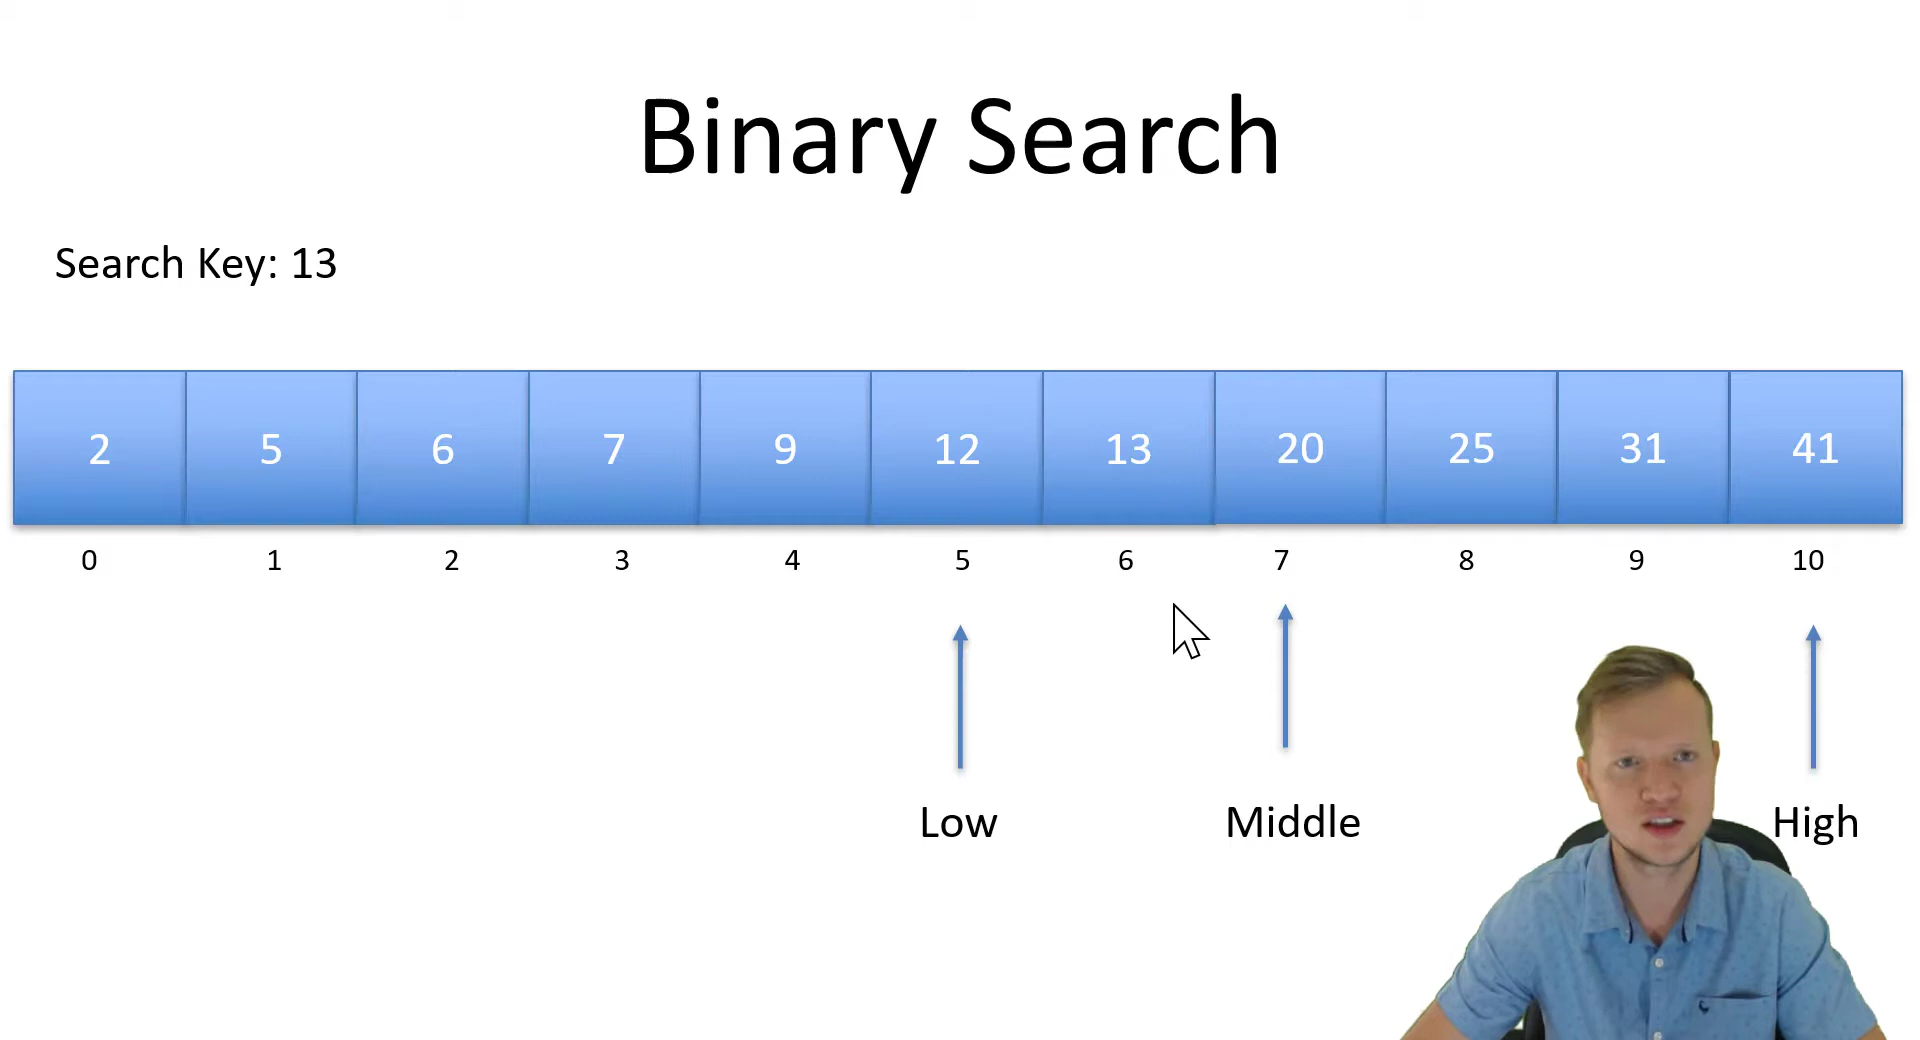 Binary Search
Search Key: 13
2 5 6 7 9 12 13 20 25 31 41
0 1 2 3 4 5 6 7 8 9 10
Low Middle High